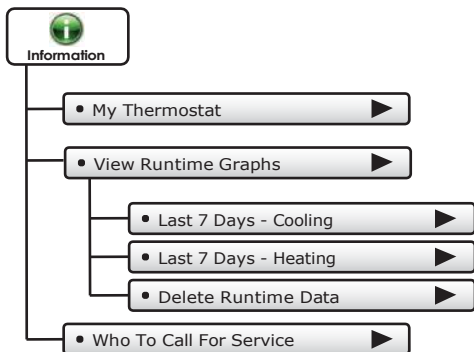 Information
• My Thermostat
• View Runtime Graphs
• Last 7 Days - Cooling
• Last 7 Days - Heating
• Delete Runtime Data
• Who To Call For Service